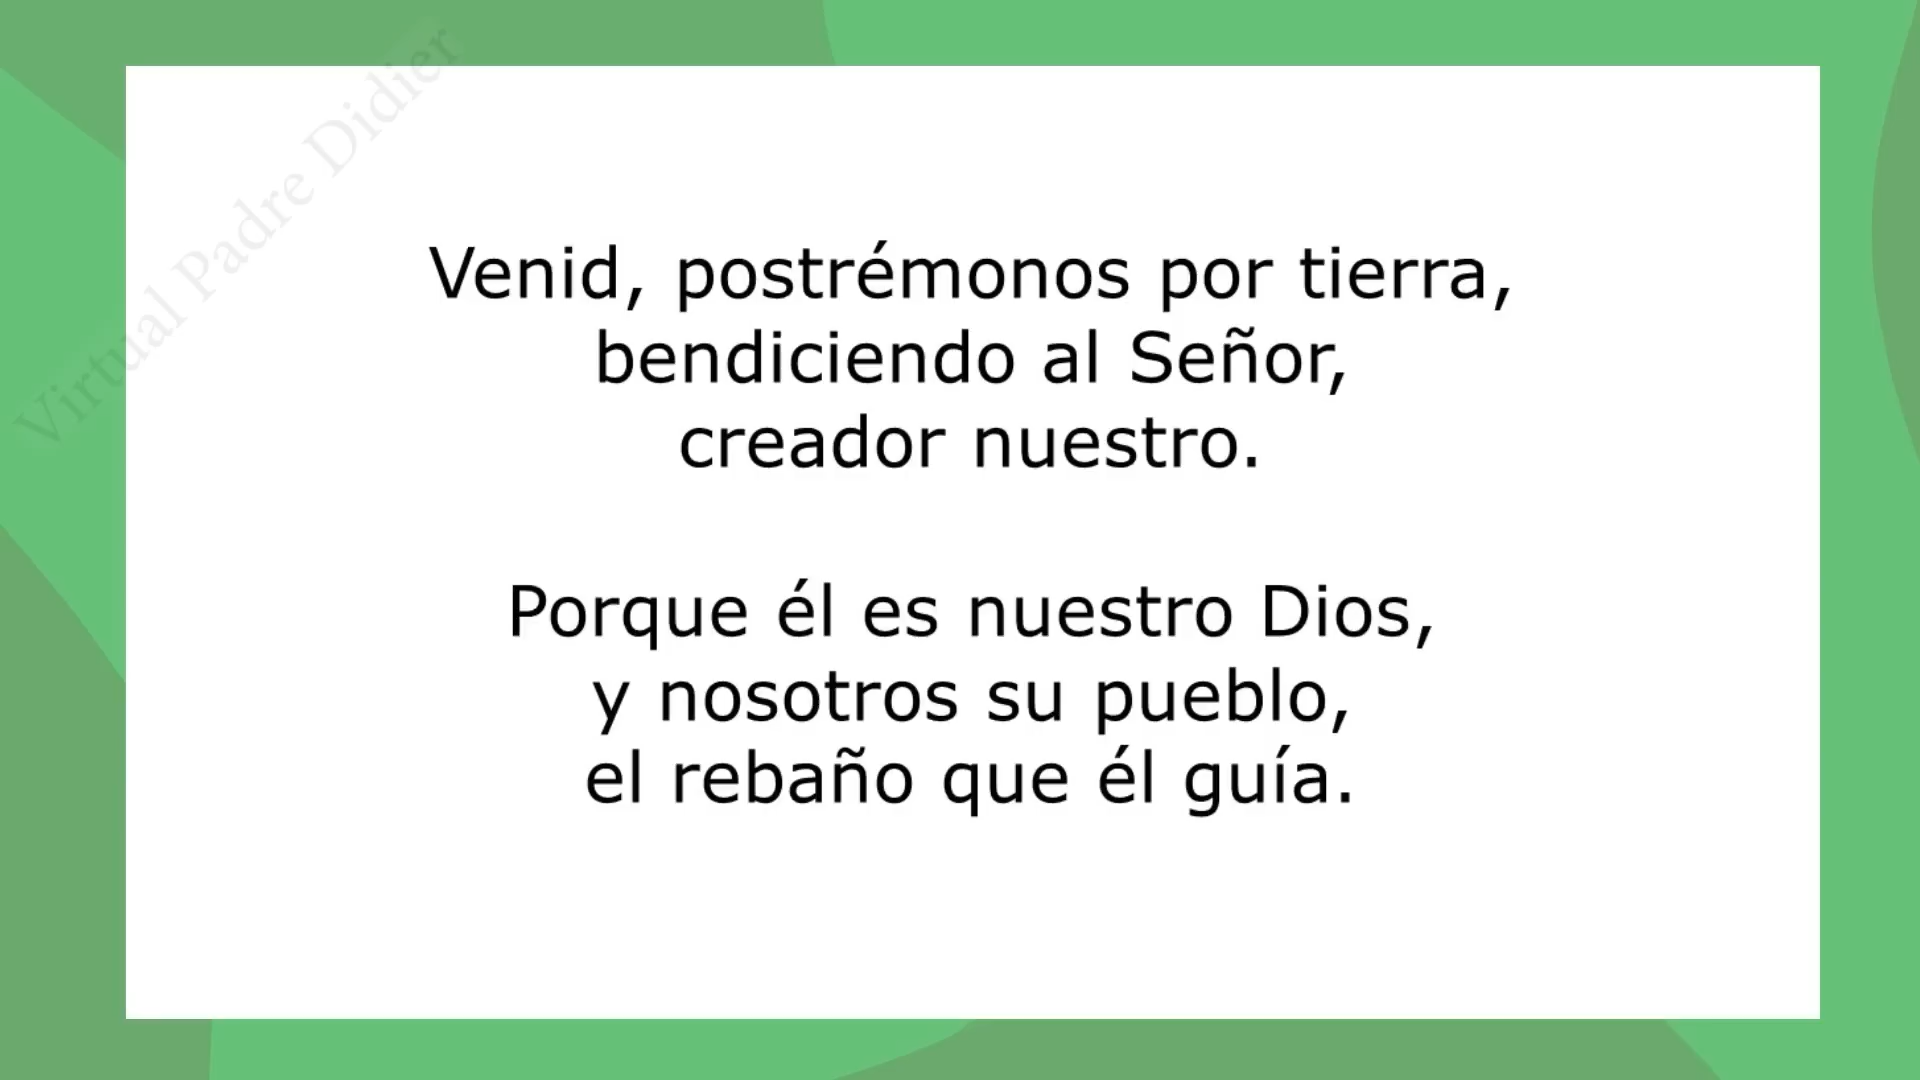 Virtual Padre Didier
Venid, postrémonos por tierra,
bendiciendo al Señor,
creador nuestro.
Porque él es nuestro Dios,
y nosotros su pueblo,
el rebaño que él guía.